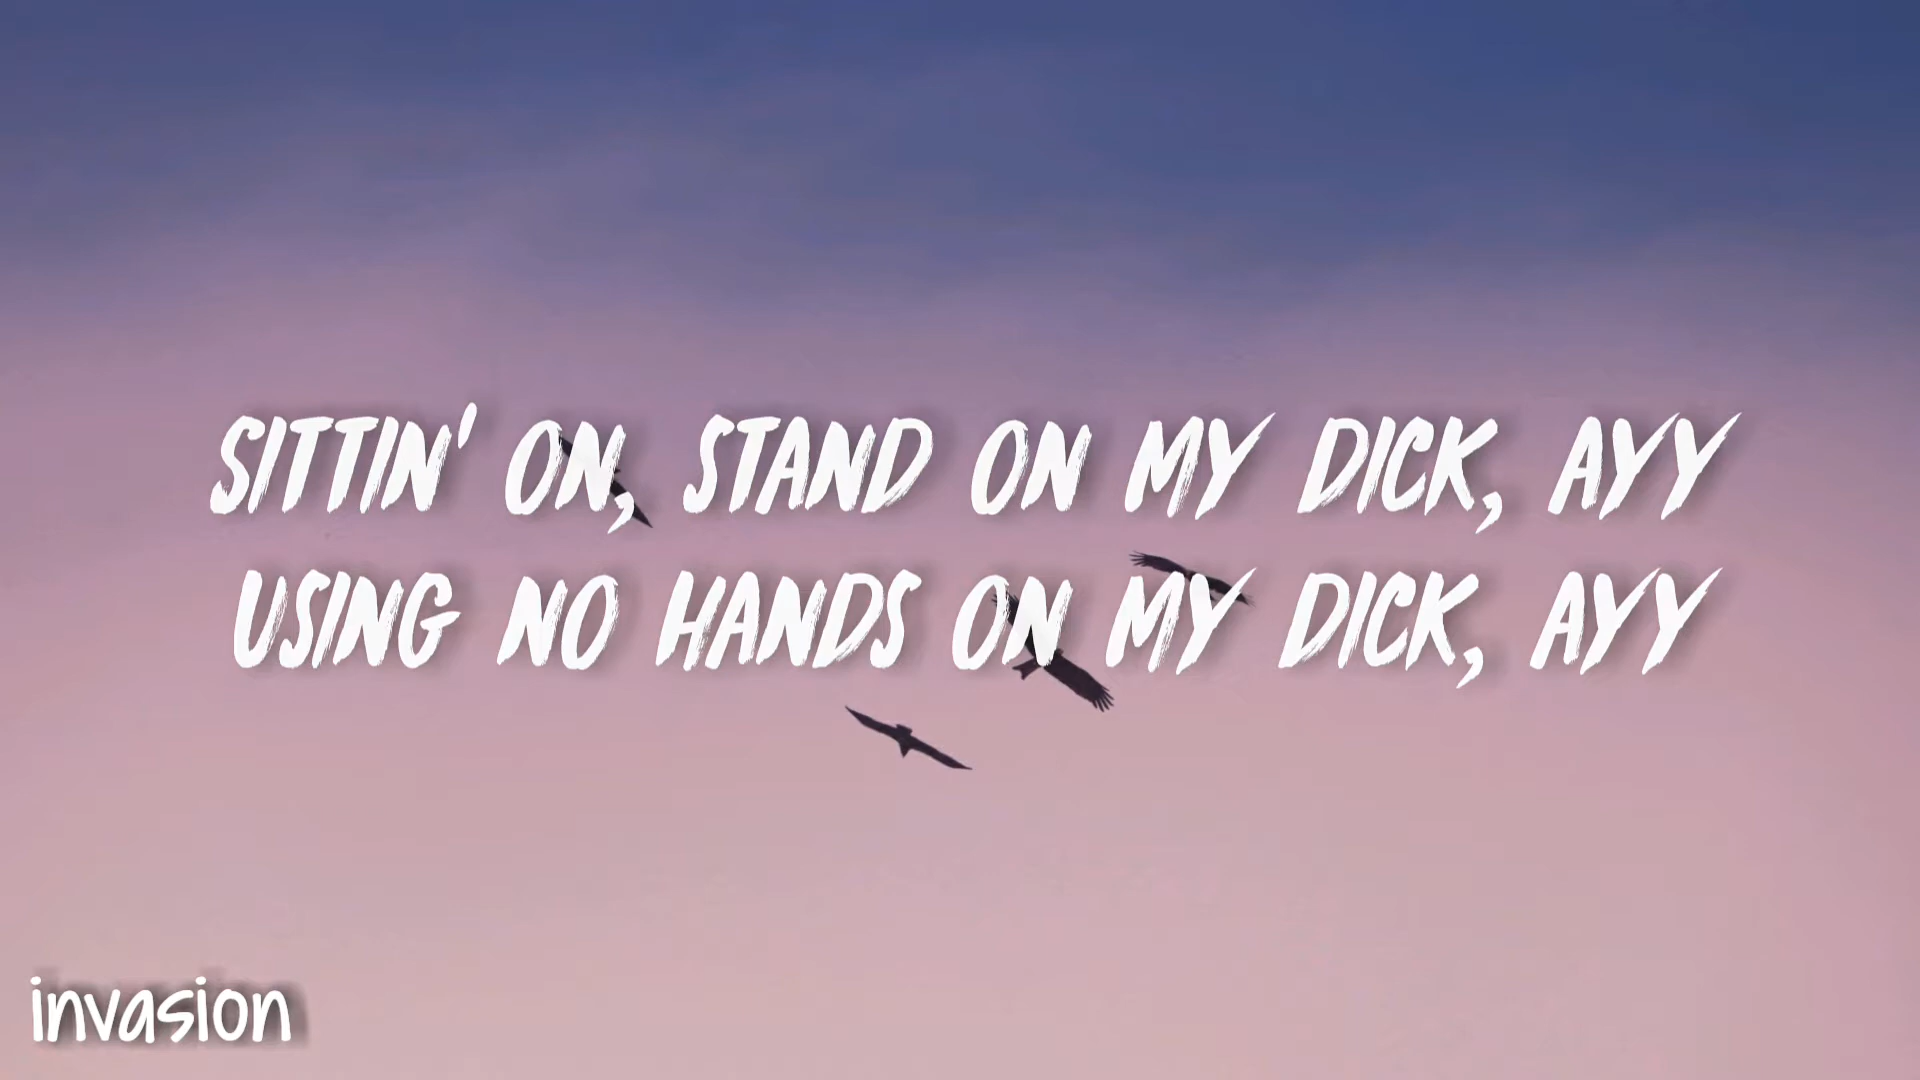 SITTIN' ON, STAND ON MY DICK, AYY
USING NO HANDS ON MY DICK, AYY
invasion